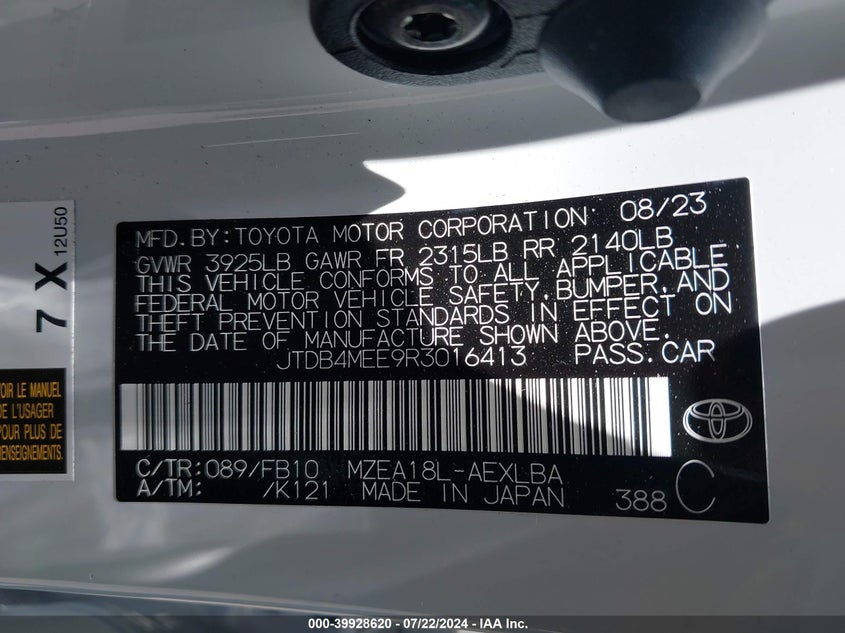 7 X
12U50
OIR LE
MANUEL
DE L'USAGER
POUR PLUS DE
RENSEIGNEMENTS
MFD.BY:TOYOTA MOTOR CORPORATION 08/23
GVWR 3925LB GAWR FR 2315LB RR 2140LB
THIS VEHICLE CONFORMS TO ALL APPLICABLE
FEDERAL MOTOR VEHICLE SAFETY,BUMPER,AND
THEFT PREVENTION STANDARDS IN EFFECT ON
THE DATE OF MANUFACTURE SHOWN ABOVE.
JTDB4MEE9R3016413 PASS.CAR
C/TR:089/FB10 MZEA18L-AEXLBA
A/TM: /K121 MADE IN JAPAN 388 C
000-39928620 / 07/22/2024 - IAA Inc.